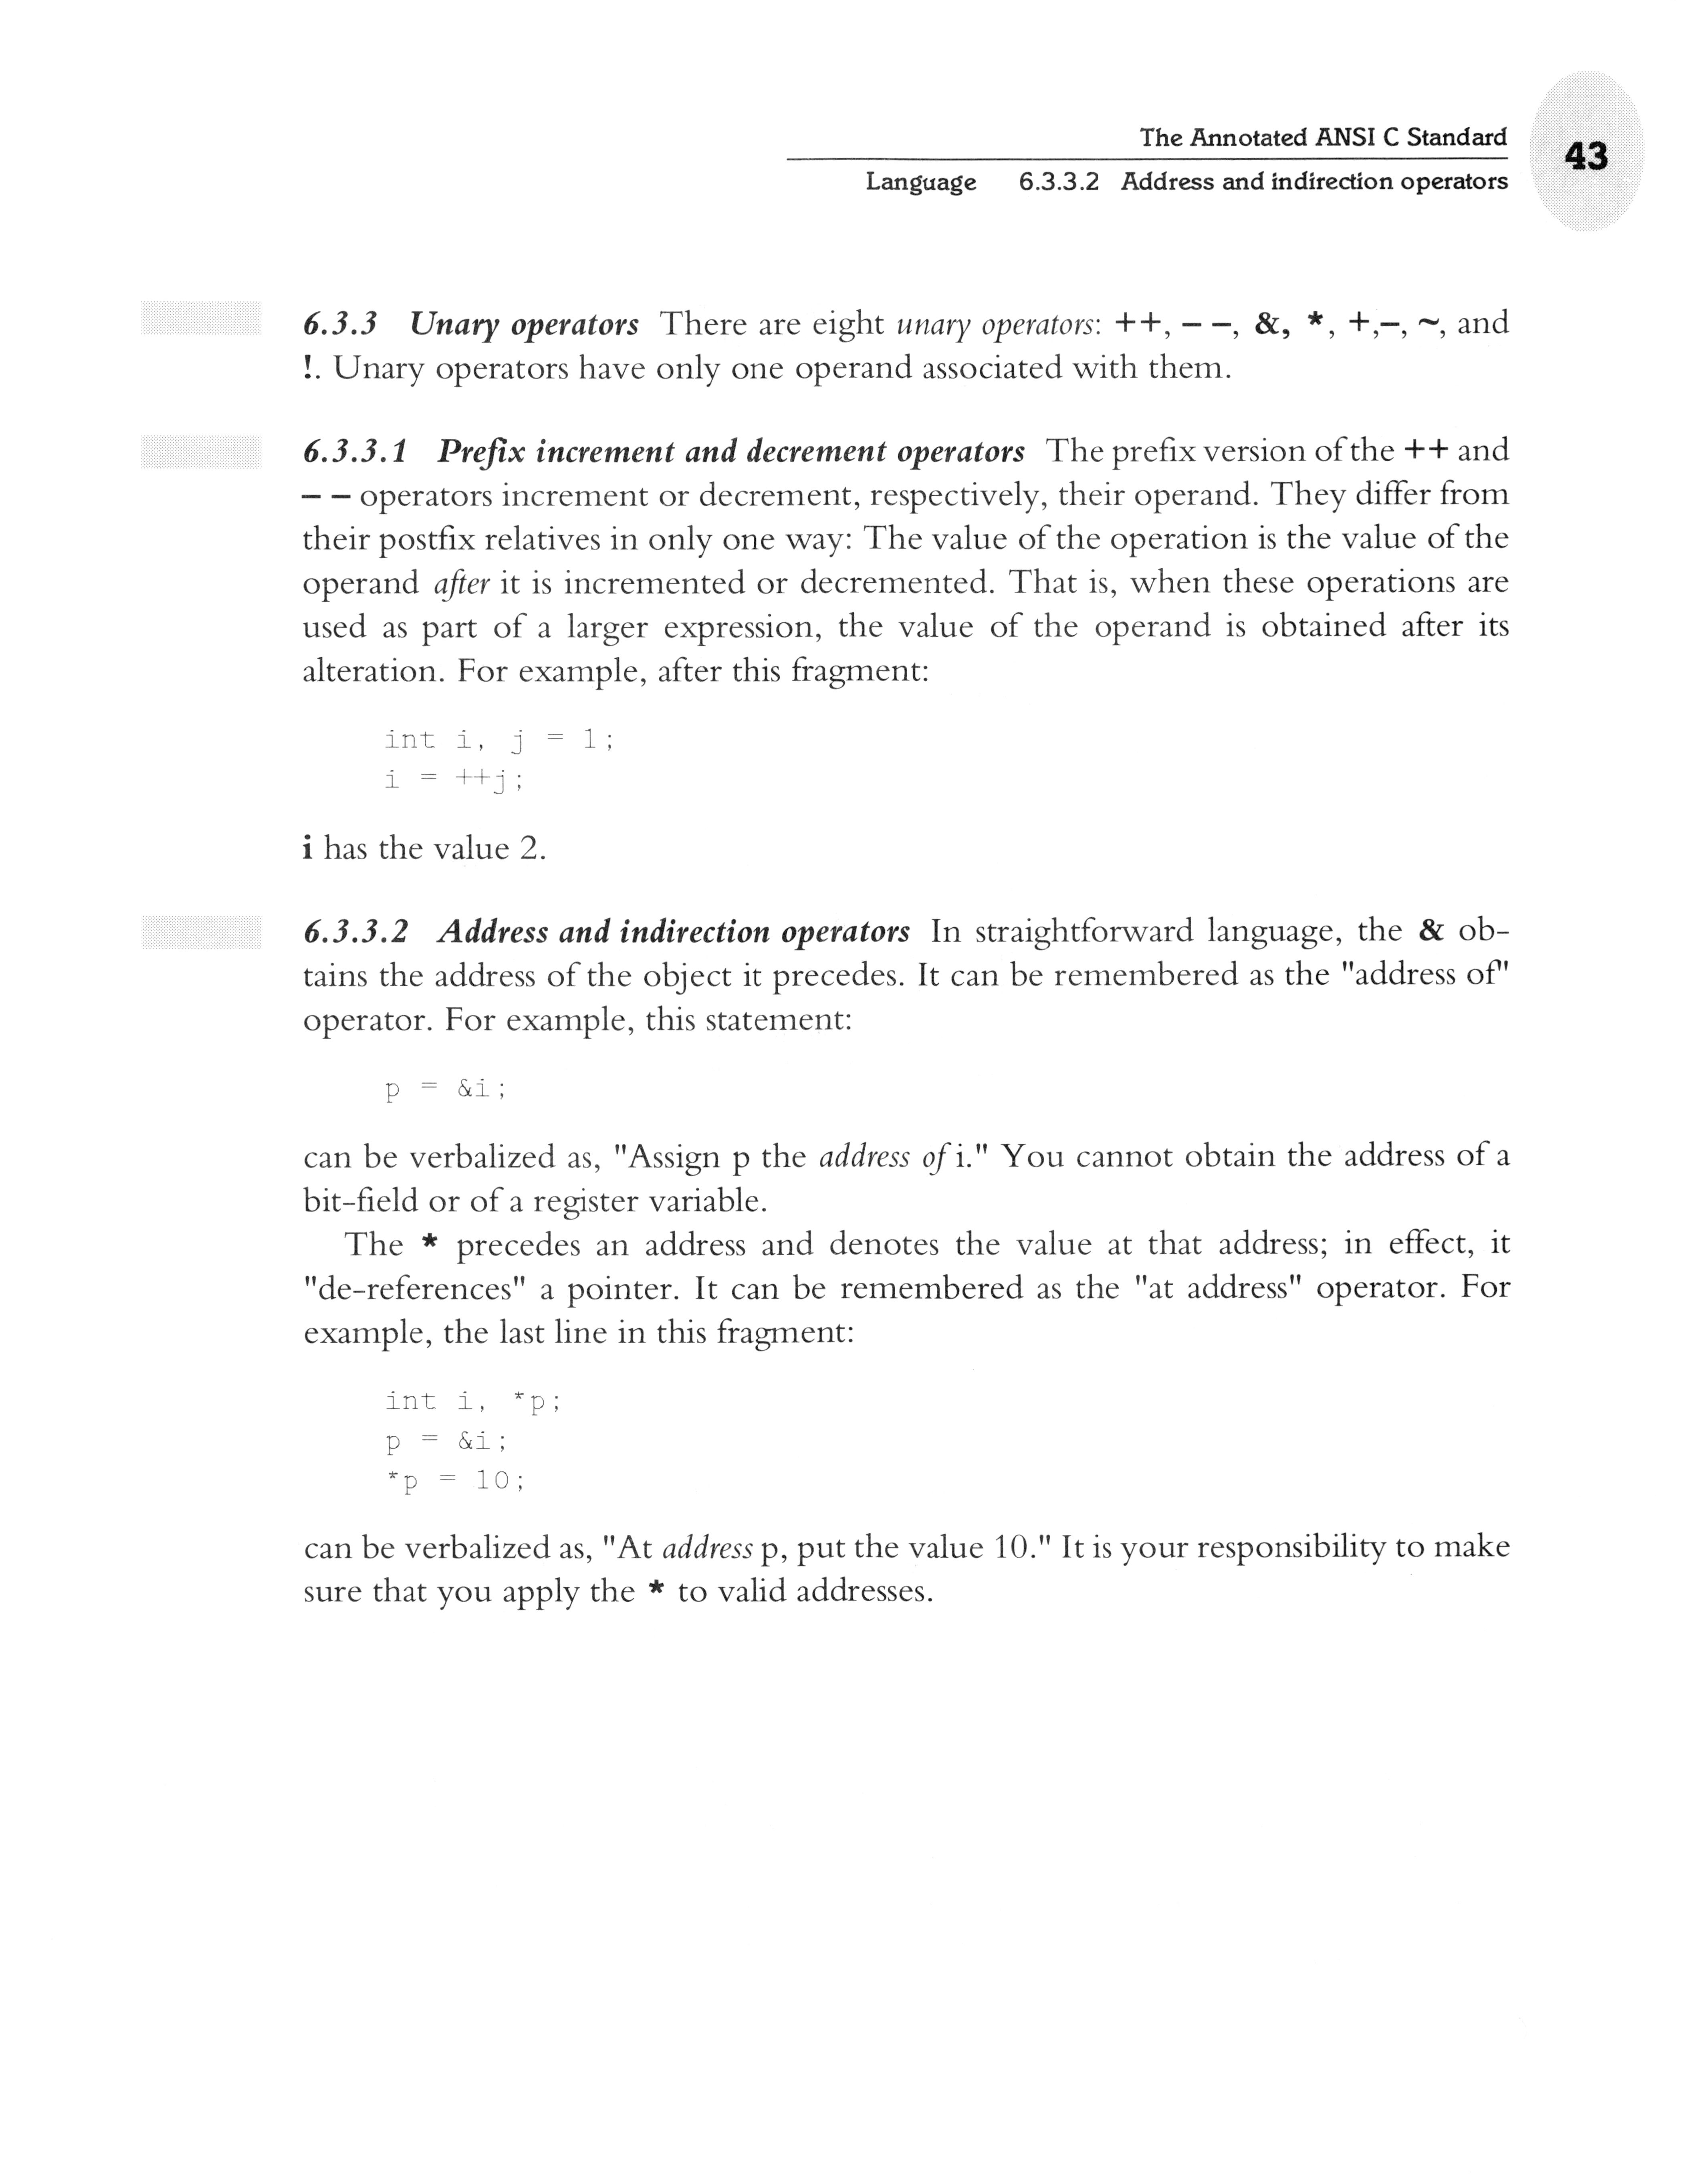 The Annotated ANSI C Standard
43
Language 6.3.3.2 Address and indirection operators
6.3.3 Unary operators There are eight unary operators: ++, – –, &, *, +,–, ~, and
!. Unary operators have only one operand associated with them.
6.3.3.1 Prefix increment and decrement operators The prefix version of the ++ and
– – operators increment or decrement, respectively, their operand. They differ from
their postfix relatives in only one way: The value of the operation is the value of the
operand after it is incremented or decremented. That is, when these operations are
used as part of a larger expression, the value of the operand is obtained after its
alteration. For example, after this fragment:
int i, j = 1;
i = ++j;
i has the value 2.
6.3.3.2 Address and indirection operators In straightforward language, the & ob-
tains the address of the object it precedes. It can be remembered as the "address of"
operator. For example, this statement:
p = &i;
can be verbalized as, "Assign p the address of i." You cannot obtain the address of a
bit-field or of a register variable.
The * precedes an address and denotes the value at that address; in effect, it
"de-references" a pointer. It can be remembered as the "at address" operator. For
example, the last line in this fragment:
int i, *p;
p = &i;
*p = 10;
can be verbalized as, "At address p, put the value 10." It is your responsibility to make
sure that you apply the * to valid addresses.